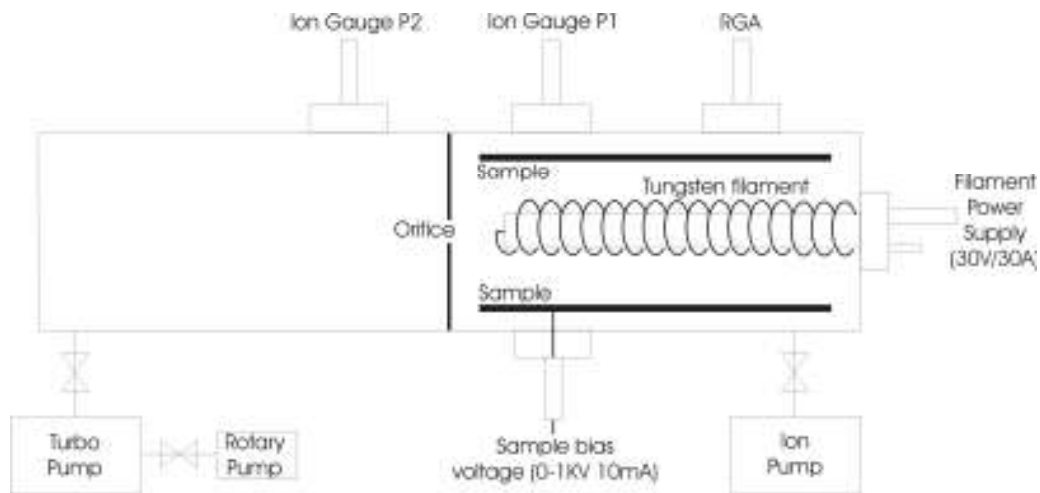 Ion Gauge P2
Ion Gauge P1
RGA
Sample
Tungsten filament
Filament
Power
Supply
(30V/30A)
Orifice
Sample
Turbo
Pump
Rotary
Pump
Sample bias
voltage (0-1KV 10mA)
Ion
Pump